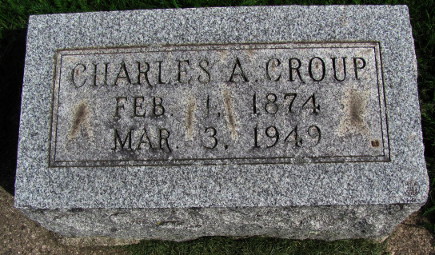 CHARLES A. CROUP
FEB. 1, 1874
MAR. 3, 1949